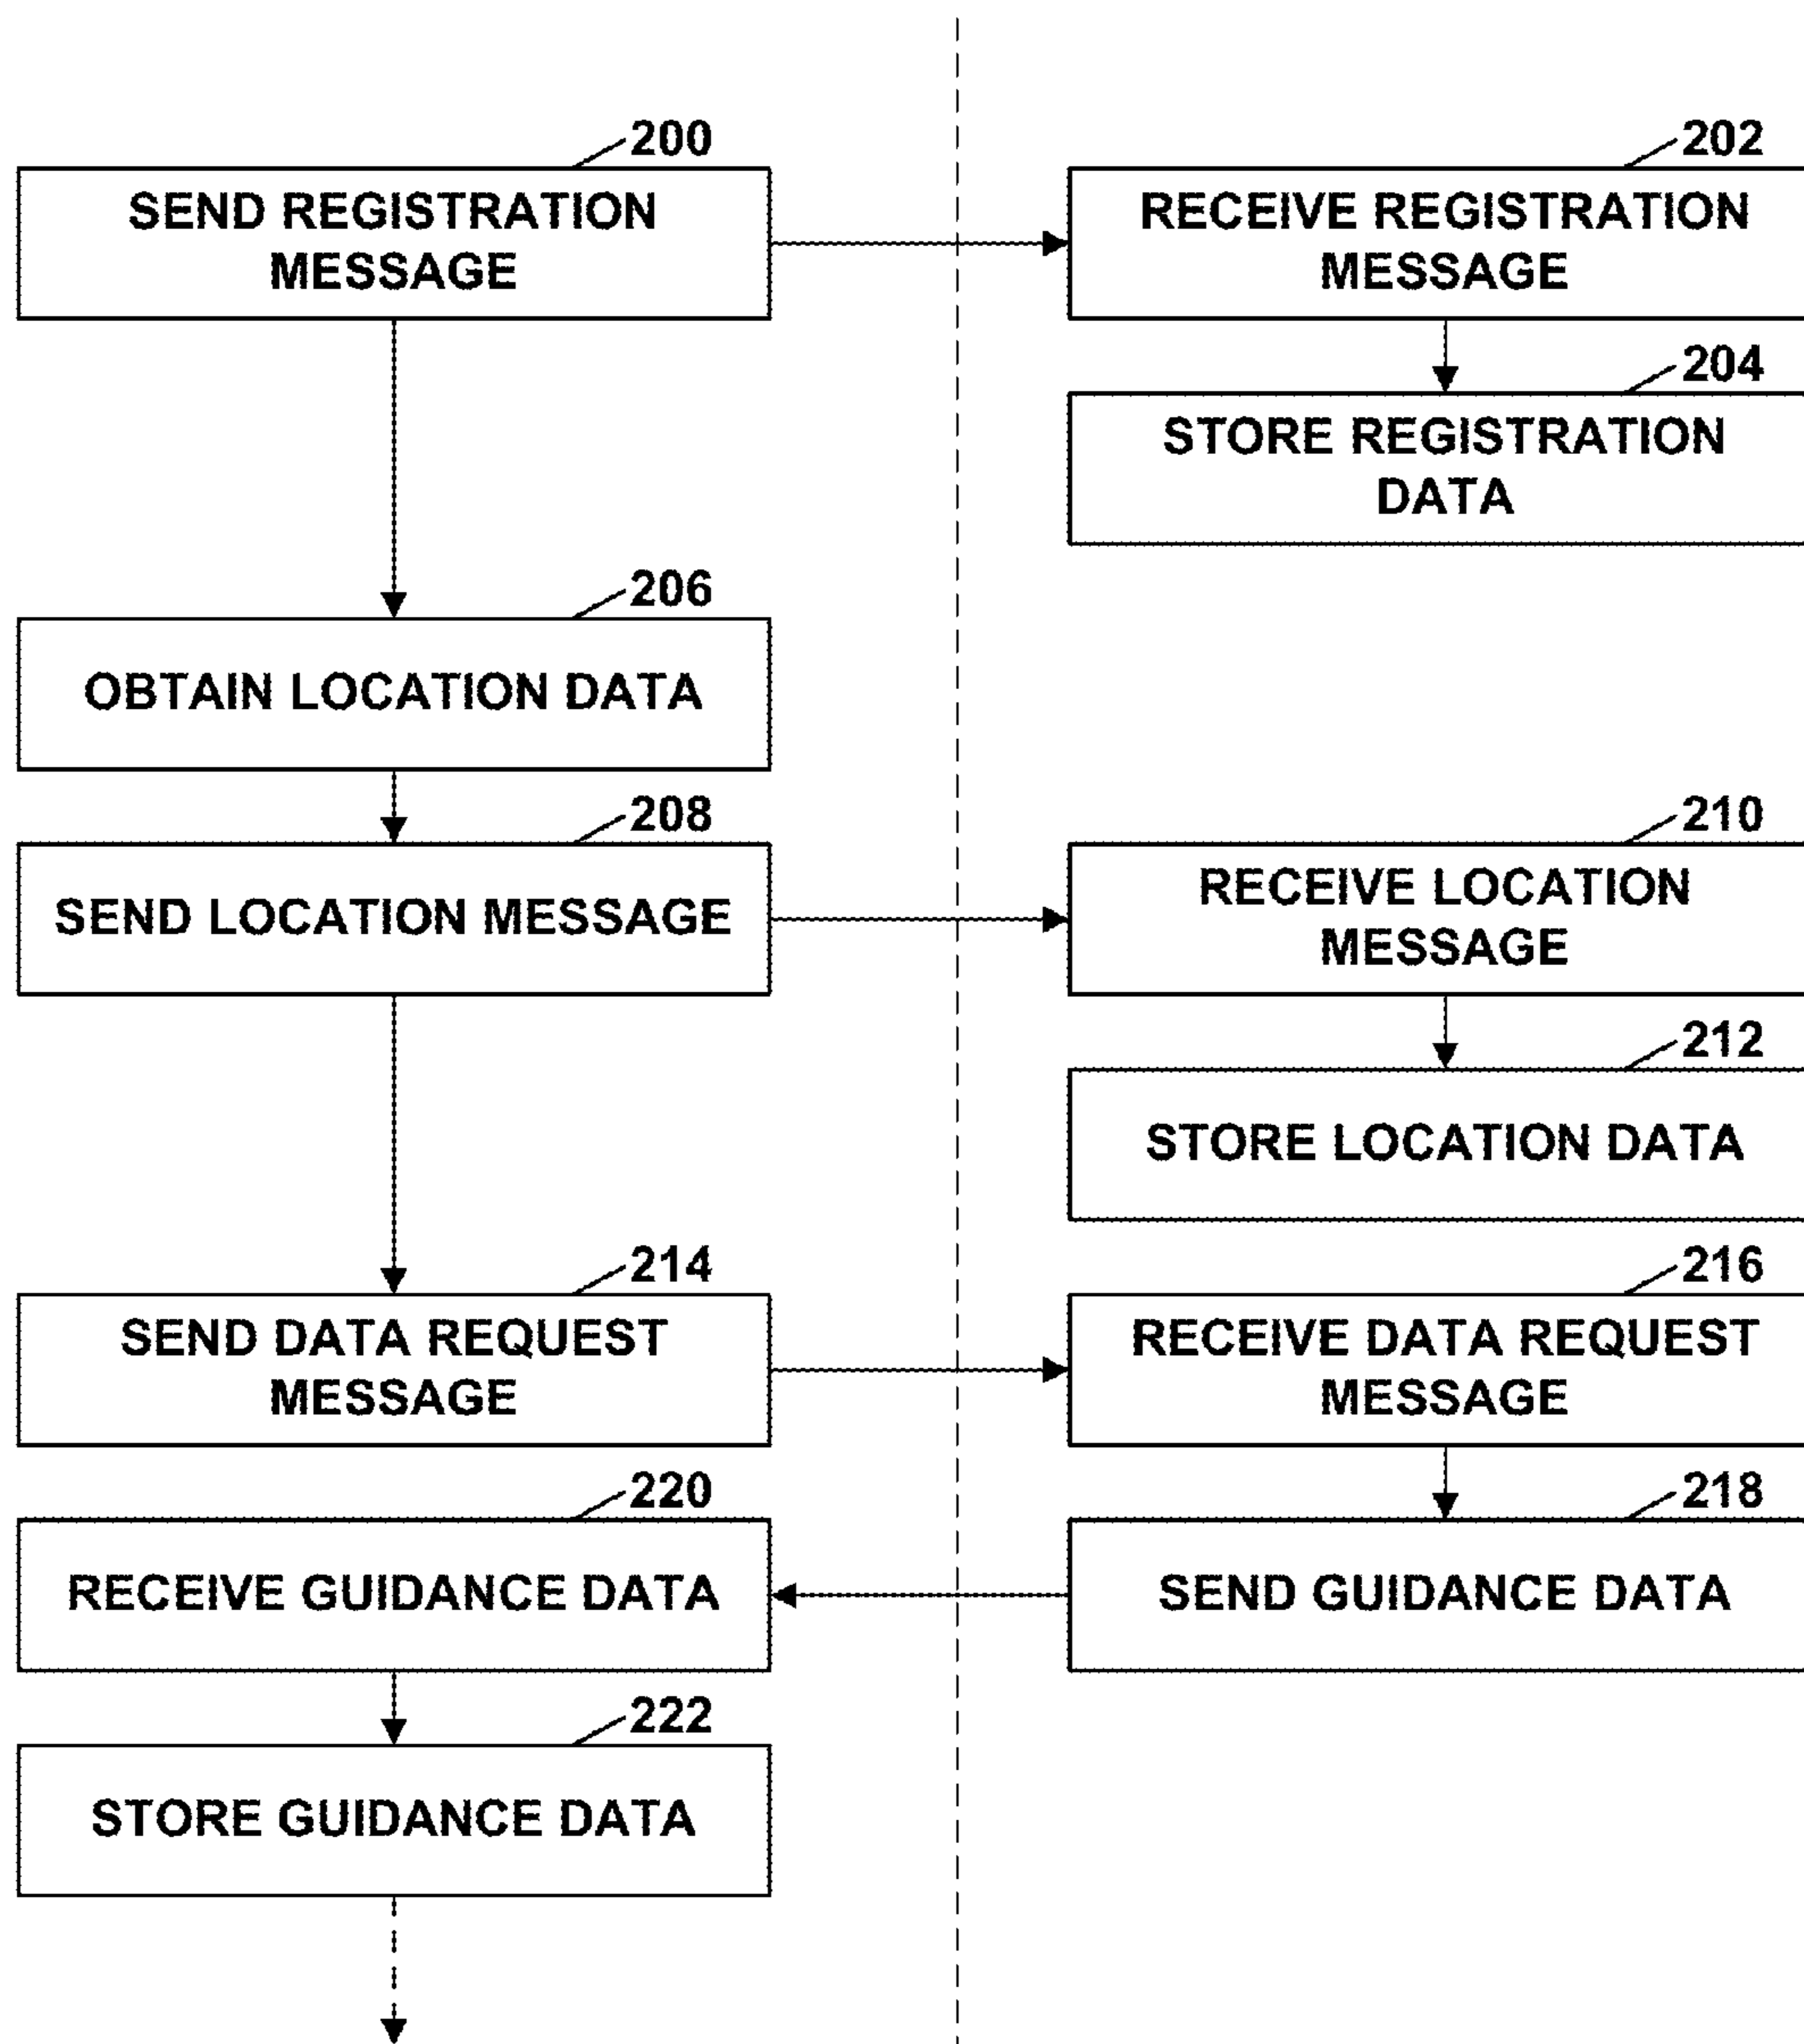 200
SEND REGISTRATION
MESSAGE
202
RECEIVE REGISTRATION
MESSAGE
204
STORE REGISTRATION
DATA
206
OBTAIN LOCATION DATA
208
SEND LOCATION MESSAGE
210
RECEIVE LOCATION
MESSAGE
212
STORE LOCATION DATA
214
SEND DATA REQUEST
MESSAGE
216
RECEIVE DATA REQUEST
MESSAGE
218
SEND GUIDANCE DATA
220
RECEIVE GUIDANCE DATA
222
STORE GUIDANCE DATA